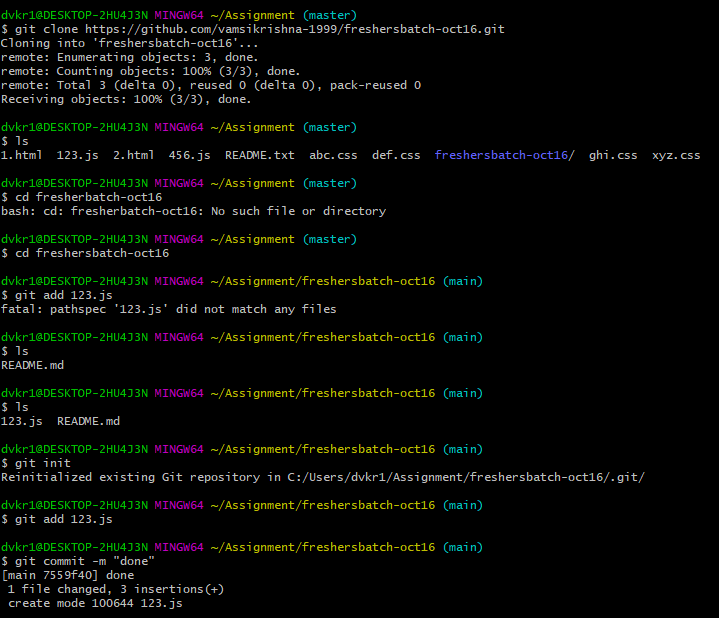 dvkr1@DESKTOP-2HU4J3N MINGW64 ~/Assignment (master)
$ git clone https://github.com/vamsikrishna-1999/freshersbatch-oct16.git
Cloning into 'freshersbatch-oct16'...
remote: Enumerating objects: 3, done.
remote: Counting objects: 100% (3/3), done.
remote: Total 3 (delta 0), reused 0 (delta 0), pack-reused 0
Receiving objects: 100% (3/3), done.
dvkr1@DESKTOP-2HU4J3N MINGW64 ~/Assignment (master)
$ ls
1.html  123.js  2.html  456.js  README.txt  abc.css  def.css  freshersbatch-oct16/  ghi.css  xyz.css
dvkr1@DESKTOP-2HU4J3N MINGW64 ~/Assignment (master)
$ cd fresherbatch-oct16
bash: cd: fresherbatch-oct16: No such file or directory
dvkr1@DESKTOP-2HU4J3N MINGW64 ~/Assignment (master)
$ cd freshersbatch-oct16
dvkr1@DESKTOP-2HU4J3N MINGW64 ~/Assignment/freshersbatch-oct16 (main)
$ git add 123.js
fatal: pathspec '123.js' did not match any files
dvkr1@DESKTOP-2HU4J3N MINGW64 ~/Assignment/freshersbatch-oct16 (main)
$ ls
README.md
dvkr1@DESKTOP-2HU4J3N MINGW64 ~/Assignment/freshersbatch-oct16 (main)
$ ls
123.js  README.md
dvkr1@DESKTOP-2HU4J3N MINGW64 ~/Assignment/freshersbatch-oct16 (main)
$ git init
Reinitialized existing Git repository in C:/Users/dvkr1/Assignment/freshersbatch-oct16/.git/
dvkr1@DESKTOP-2HU4J3N MINGW64 ~/Assignment/freshersbatch-oct16 (main)
$ git add 123.js
dvkr1@DESKTOP-2HU4J3N MINGW64 ~/Assignment/freshersbatch-oct16 (main)
$ git commit -m "done"
[main 7559f40] done
 1 file changed, 3 insertions(+)
 create mode 100644 123.js